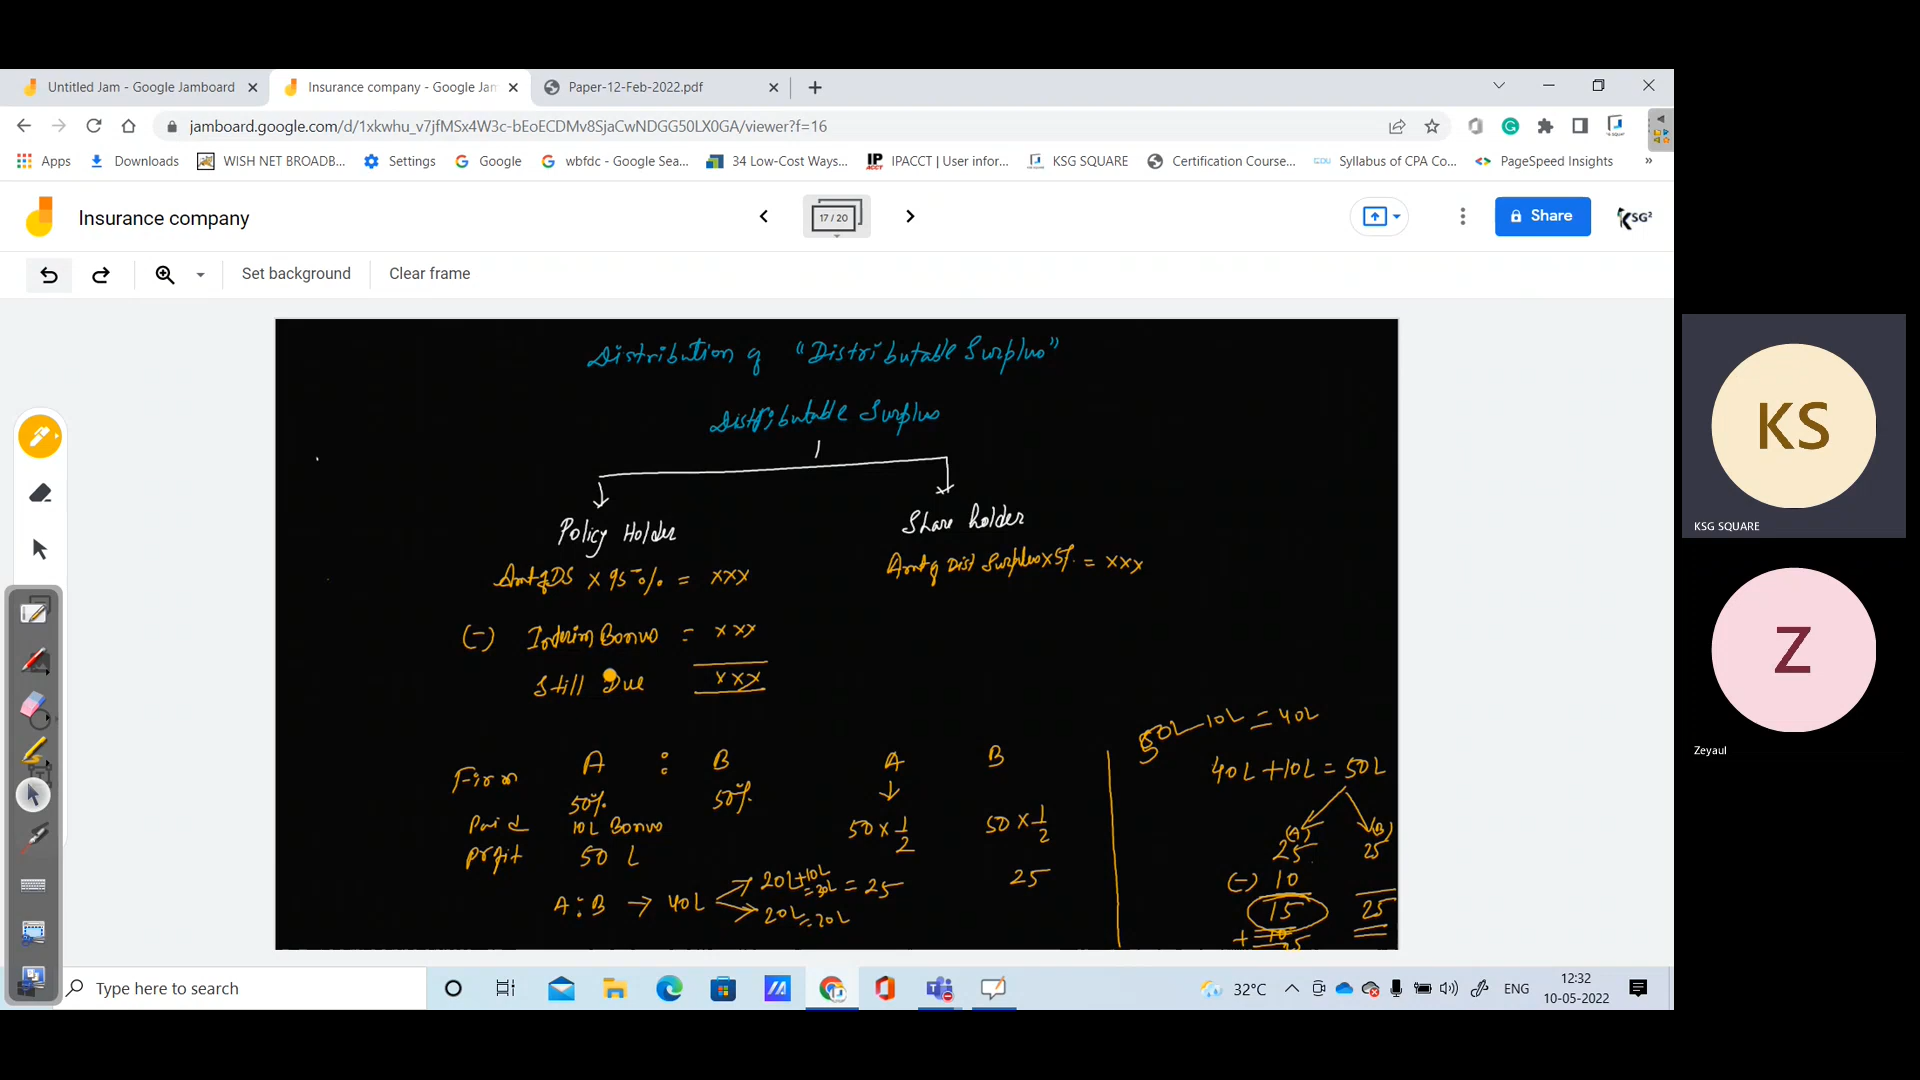 Untitled Jam - Google Jamboard
Insurance company - Google Jam
Paper-12-Feb-2022.pdf
jamboard.google.com/d/1xkwhu_v7jfMSx4W3c-bEoECDMv8SjaCwNDGG50LX0GA/viewer?f=16
Apps Downloads WISH NET BROADB... Settings Google wbfdc - Google Sea... 34 Low-Cost Ways... IPACCT | User infor... KSG SQUARE Certification Course... Syllabus of CPA Co... PageSpeed Insights »
Insurance company
17 / 20
Share
KSG²
Set background Clear frame
Distribution of "Distributable Surplus"
Distributable Surplus
Policy Holder
Share holder
Amt of DS x 95% = xxx
Amt of Dist Surplus x 5% = xxx
(-) Interim Bonus = xxx
Still Due xxx
Firm A : B
50% 50%
Paid 10L Bonus
Profit 50 L
A : B → 40L
20L+10L
=30L = 25
20L = 20L
A B
50 x 1/2 50 x 1/2
25
50L-10L = 40L
40L + 10L = 50L
(A) (B)
25 25
(-) 10
15 25
KS
KSG SQUARE
Z
Zeyaul
Type here to search
32°C
ENG
12:32
10-05-2022